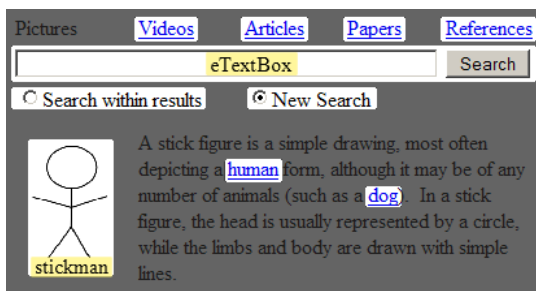 Pictures Videos Articles Papers References
eTextBox Search
Search within results New Search
A stick figure is a simple drawing, most often
depicting a human form, although it may be of any
number of animals (such as a dog). In a stick
figure, the head is usually represented by a circle,
while the limbs and body are drawn with simple
lines.
stickman